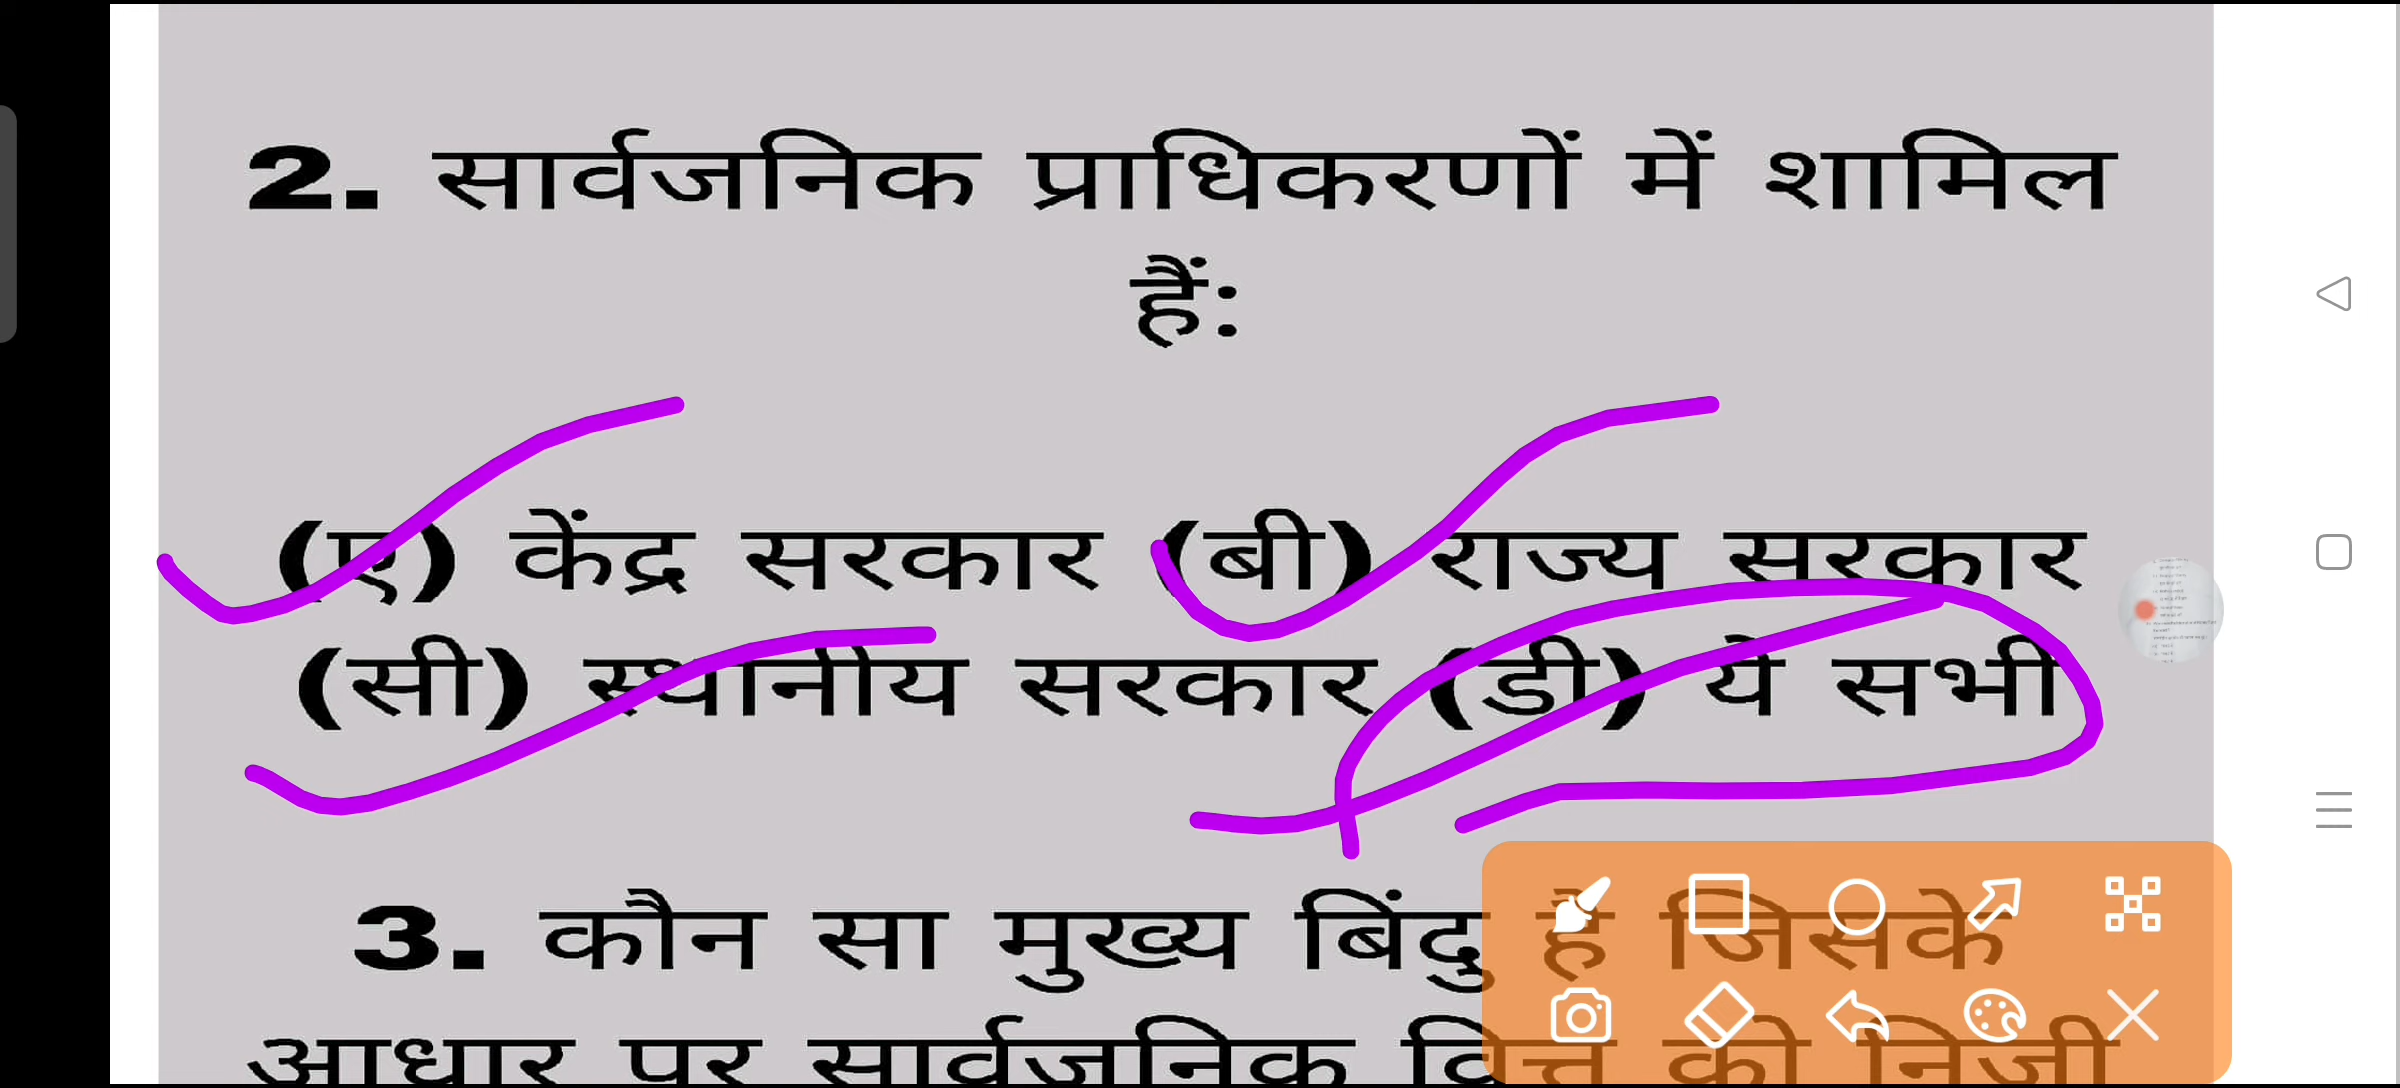 2. सार्वजनिक प्राधिकरणों में शामिल
हैं:
(ए) केंद्र सरकार (बी) राज्य सरकार
(सी) स्थानीय सरकार (डी) ये सभी
3. कौन सा मुख्य बिंदु है जिसके
आधार पर सार्वजनिक वित्त को निजी